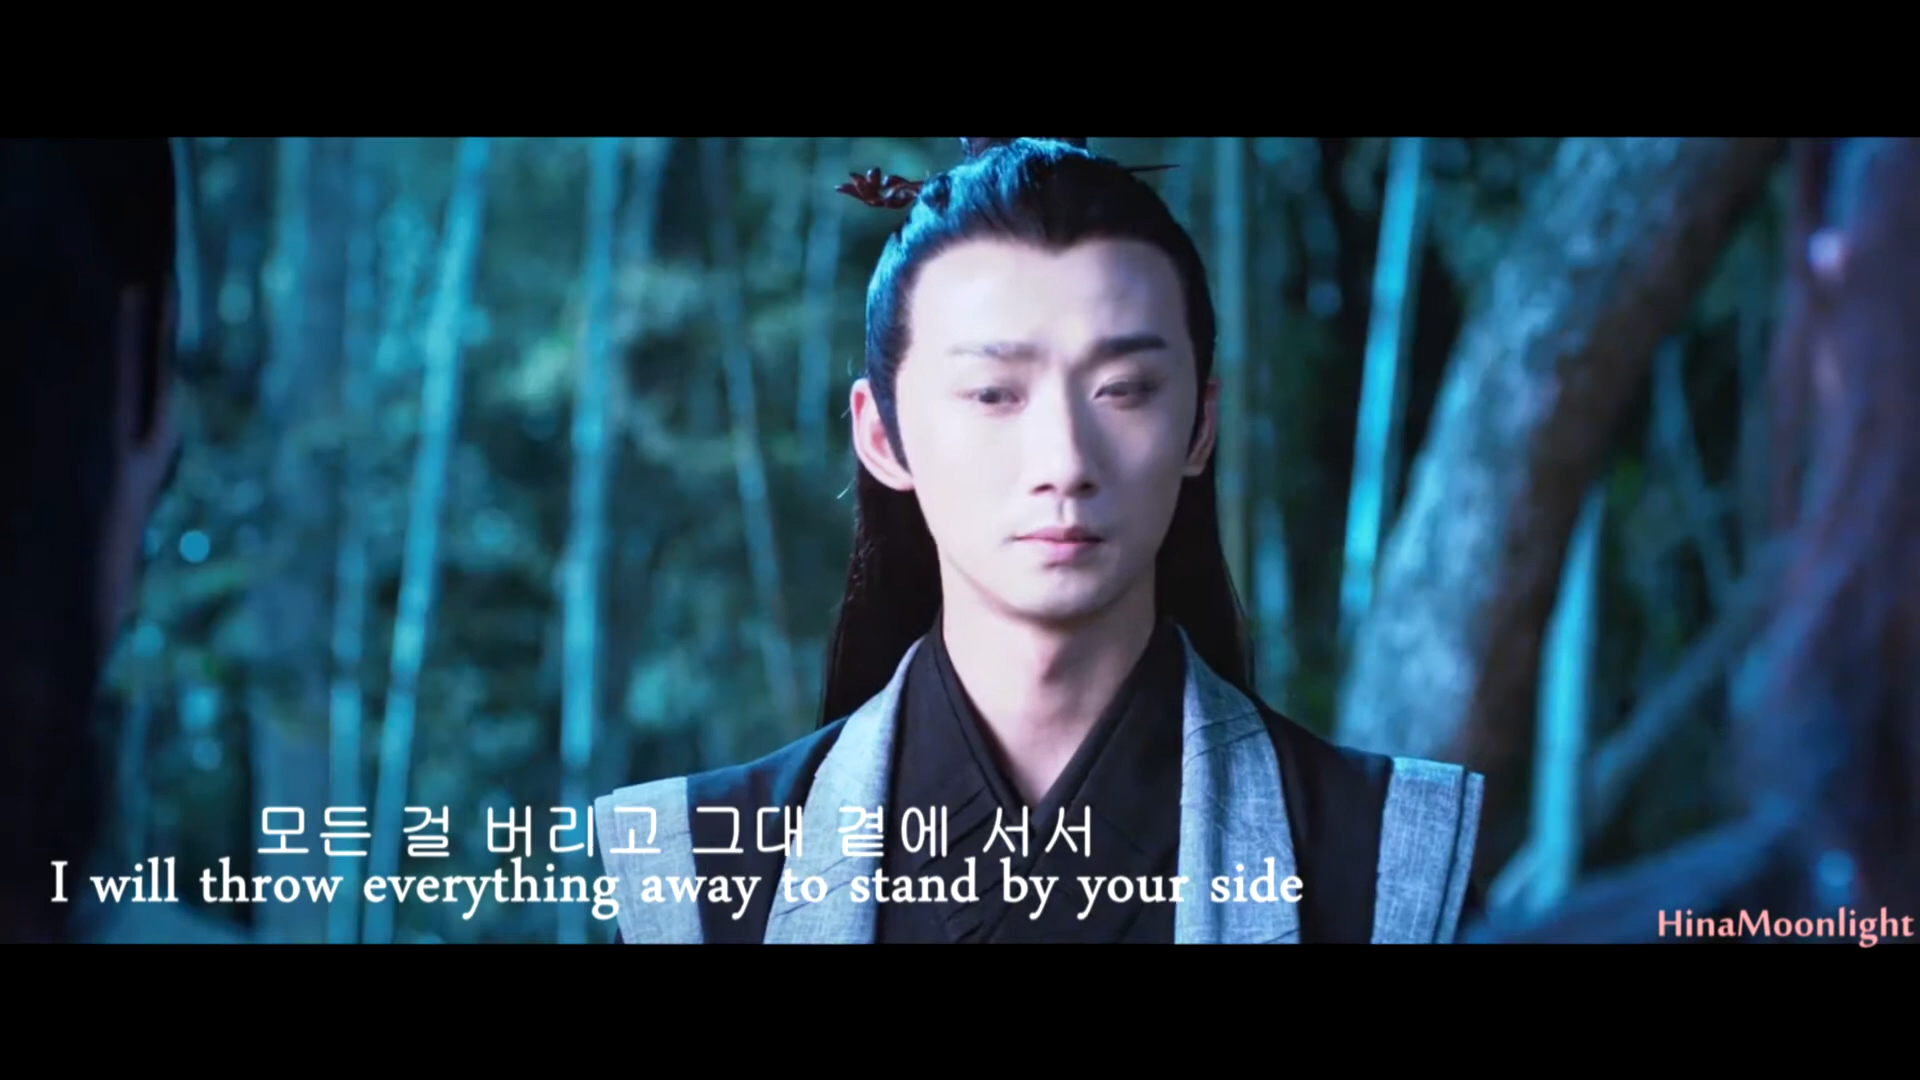 모든 걸 버리고 그대 곁에 서서
I will throw everything away to stand by your side
HinaMoonlight